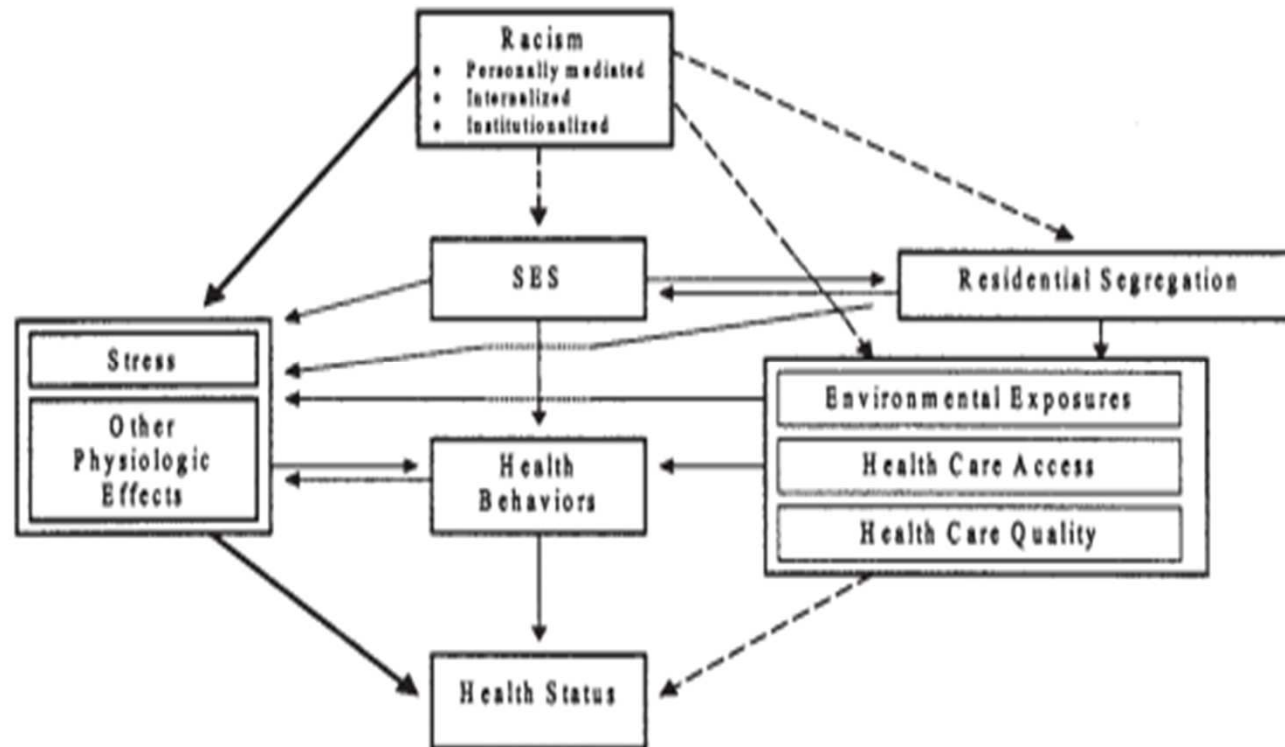 Racism
• Personally mediated
• Internalized
• Institutionalized
SES
Residential Segregation
Stress
Other
Physiologic
Effects
Environmental Exposures
Health Care Access
Health Care Quality
Health
Behaviors
Health Status